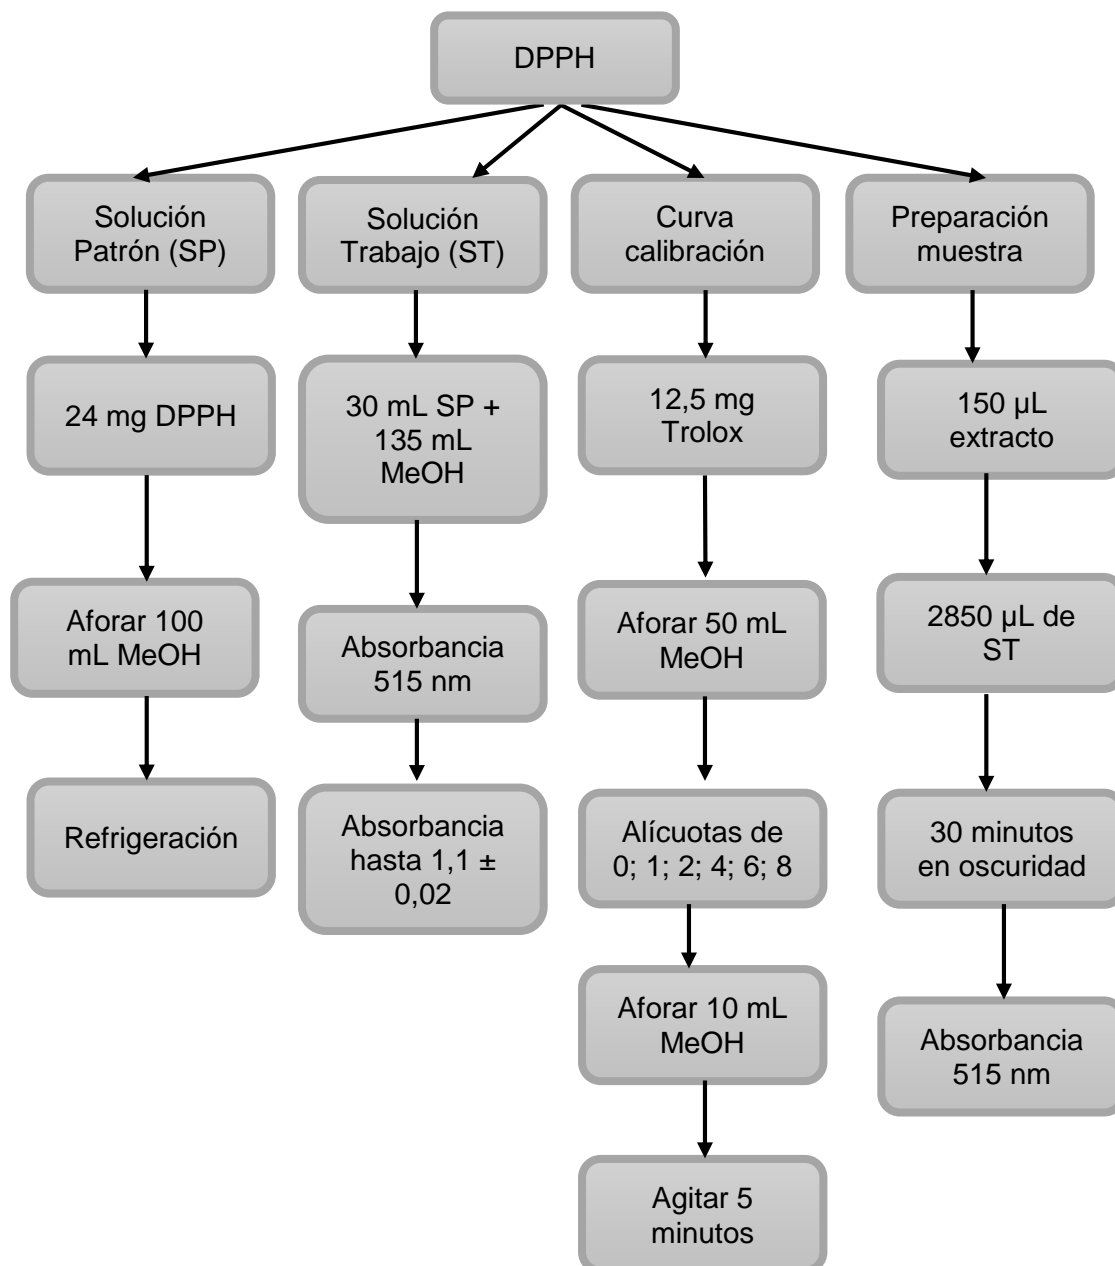 DPPH
Solución
Patrón (SP)
24 mg DPPH
Aforar 100
mL MeOH
Refrigeración
Solución
Trabajo (ST)
30 mL SP +
135 mL
MeOH
Absorbancia
515 nm
Absorbancia
hasta 1,1 ±
0,02
Curva
calibración
12,5 mg
Trolox
Aforar 50 mL
MeOH
Alícuotas de
0; 1; 2; 4; 6; 8
Aforar 10 mL
MeOH
Agitar 5
minutos
Preparación
muestra
150 µL
extracto
2850 µL de
ST
30 minutos
en oscuridad
Absorbancia
515 nm